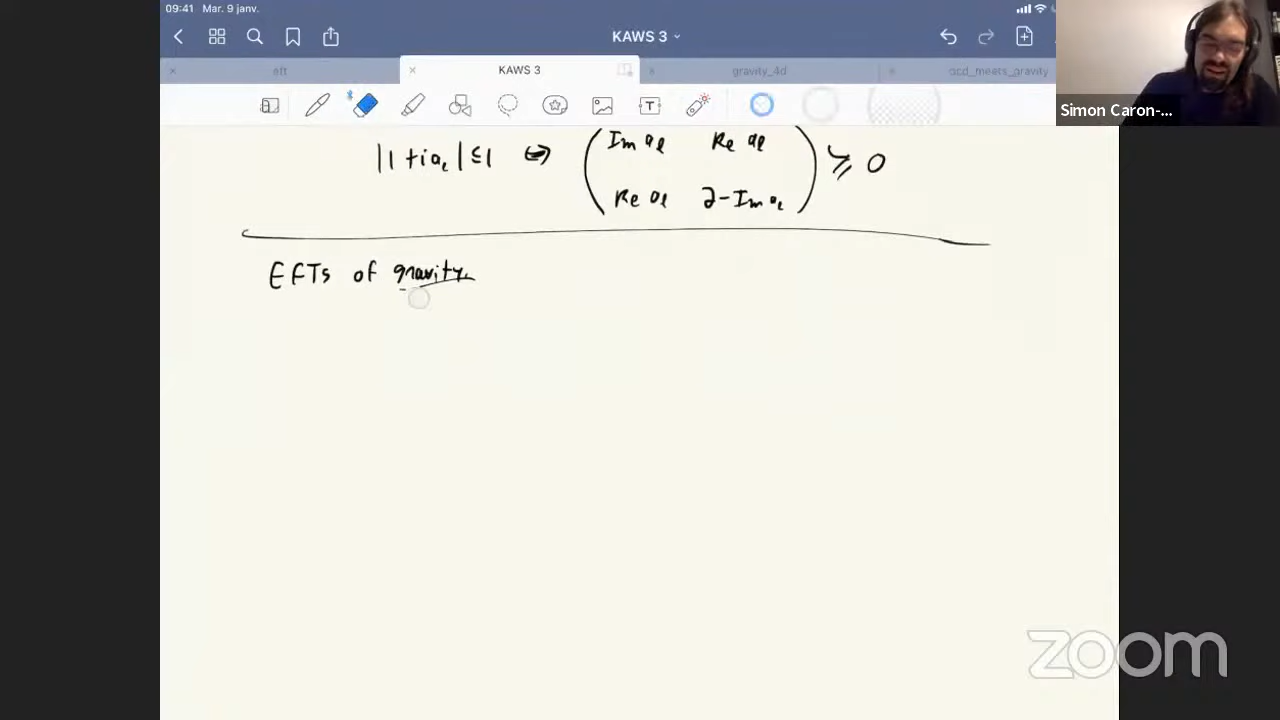 09:41 Mar. 9 janv.
KAWS 3
eft
KAWS 3
gravity_4d
qcd_meets_gravity
Simon Caron-...
|1+ia_ℓ| ≤ 1 ⇔ ( Im a_ℓ Re a_ℓ
Re a_ℓ 2-Im a_ℓ ) ≥ 0
EFTs of gravity.
zoom